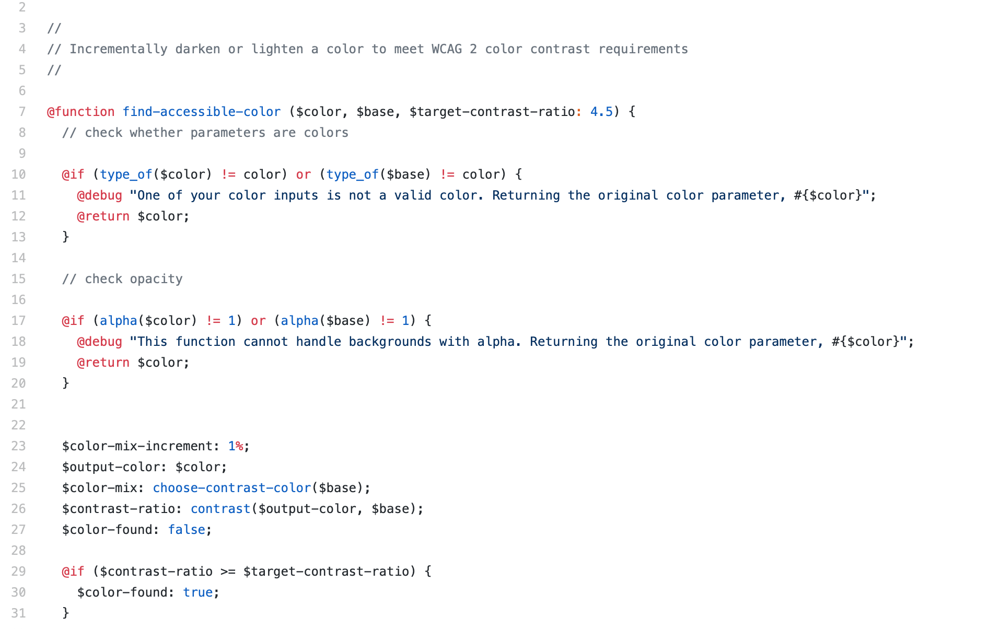 2
3 //
4 // Incrementally darken or lighten a color to meet WCAG 2 color contrast requirements
5 //
6
7 @function find-accessible-color ($color, $base, $target-contrast-ratio: 4.5) {
8   // check whether parameters are colors
9
10   @if (type_of($color) != color) or (type_of($base) != color) {
11     @debug "One of your color inputs is not a valid color. Returning the original color parameter, #{$color}";
12     @return $color;
13   }
14
15   // check opacity
16
17   @if (alpha($color) != 1) or (alpha($base) != 1) {
18     @debug "This function cannot handle backgrounds with alpha. Returning the original color parameter, #{$color}";
19     @return $color;
20   }
21
22
23   $color-mix-increment: 1%;
24   $output-color: $color;
25   $color-mix: choose-contrast-color($base);
26   $contrast-ratio: contrast($output-color, $base);
27   $color-found: false;
28
29   @if ($contrast-ratio >= $target-contrast-ratio) {
30     $color-found: true;
31   }